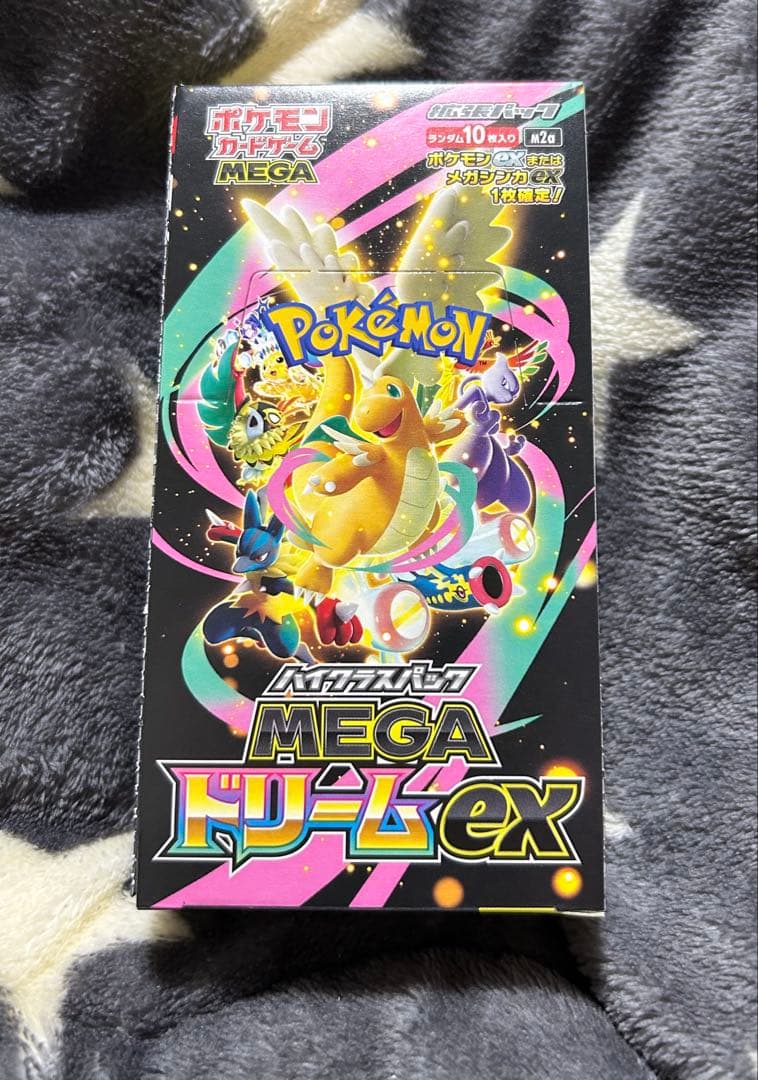 ポケモン
カードゲーム
MEGA
拡張パック
ランダム10枚入り M2a
ポケモンexまたは
メガシンカex
1枚確定!
POKéMON
TM
ハイクラスパック
MEGA
ドリームex